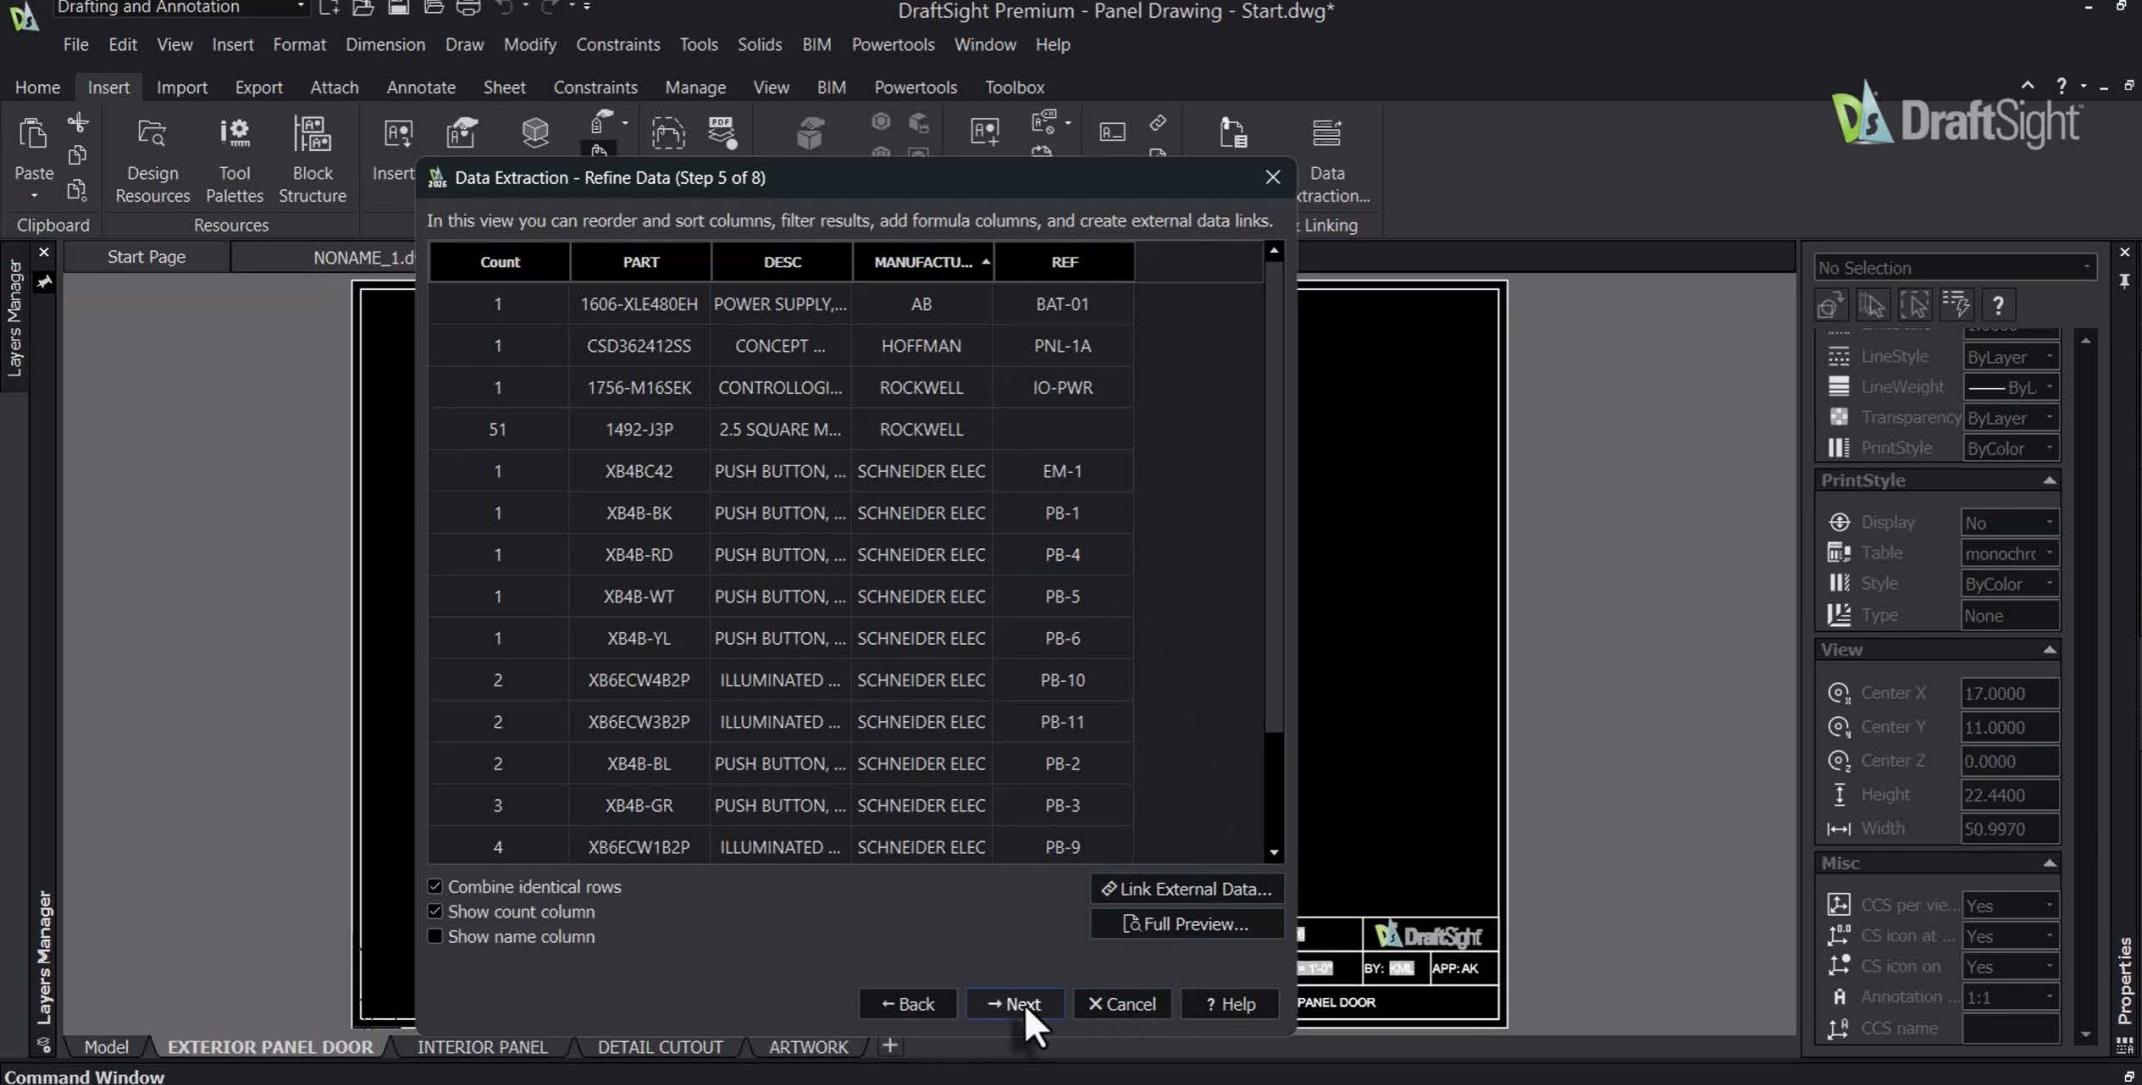 Drafting and Annotation
DraftSight Premium - Panel Drawing - Start.dwg*
File Edit View Insert Format Dimension Draw Modify Constraints Tools Solids BIM Powertools Window Help
Home Insert Import Export Attach Annotate Sheet Constraints Manage View BIM Powertools Toolbox
DraftSight
Paste
Design Resources
Tool Palettes
Block Structure
Insert
PDF
Data
xtraction...
Clipboard
Resources
Linking
Start Page
NONAME_1.d
Layers Manager
2026 Data Extraction - Refine Data (Step 5 of 8)
In this view you can reorder and sort columns, filter results, add formula columns, and create external data links.
Count PART DESC MANUFACTU... REF
1 1606-XLE480EH POWER SUPPLY,... AB BAT-01
1 CSD362412SS CONCEPT ... HOFFMAN PNL-1A
1 1756-M16SEK CONTROLLOGI... ROCKWELL IO-PWR
51 1492-J3P 2.5 SQUARE M... ROCKWELL
1 XB4BC42 PUSH BUTTON, ... SCHNEIDER ELEC EM-1
1 XB4B-BK PUSH BUTTON, ... SCHNEIDER ELEC PB-1
1 XB4B-RD PUSH BUTTON, ... SCHNEIDER ELEC PB-4
1 XB4B-WT PUSH BUTTON, ... SCHNEIDER ELEC PB-5
1 XB4B-YL PUSH BUTTON, ... SCHNEIDER ELEC PB-6
2 XB6ECW4B2P ILLUMINATED ... SCHNEIDER ELEC PB-10
2 XB6ECW3B2P ILLUMINATED ... SCHNEIDER ELEC PB-11
2 XB4B-BL PUSH BUTTON, ... SCHNEIDER ELEC PB-2
3 XB4B-GR PUSH BUTTON, ... SCHNEIDER ELEC PB-3
4 XB6ECW1B2P ILLUMINATED ... SCHNEIDER ELEC PB-9
Combine identical rows
Show count column
Show name column
Link External Data...
Full Preview...
← Back
→ Next
X Cancel
? Help
DraftSight
= 1'-0" BY: KML APP: AK
PANEL DOOR
No Selection
LineStyle ByLayer
LineWeight ByL
Transparency ByLayer
PrintStyle ByColor
PrintStyle
Display No
Table monochr
Style ByColor
Type None
View
Center X 17.0000
Center Y 11.0000
Center Z 0.0000
Height 22.4400
Width 50.9970
Misc
CCS per vie... Yes
CS icon at ... Yes
CS icon on Yes
Annotation ... 1:1
CCS name
Properties
Layers Manager
Model EXTERIOR PANEL DOOR INTERIOR PANEL DETAIL CUTOUT ARTWORK +
Command Window